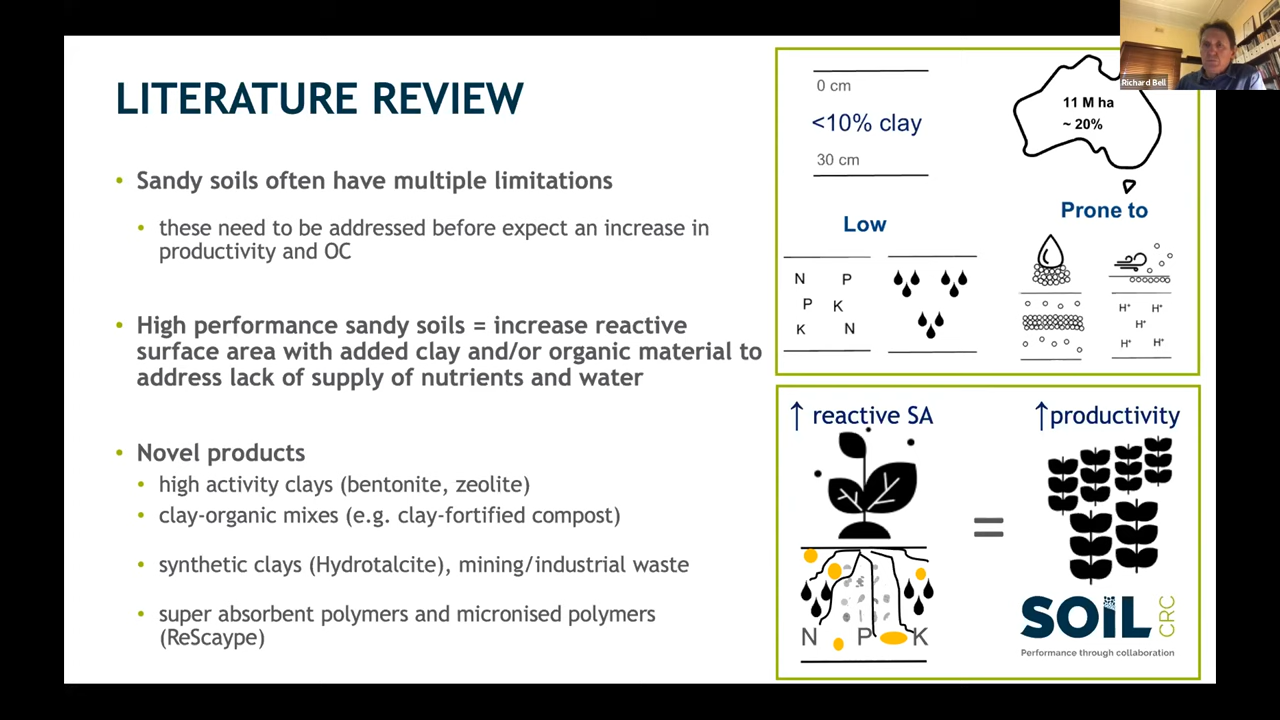 Richard Bell
LITERATURE REVIEW
• Sandy soils often have multiple limitations
• these need to be addressed before expect an increase in
productivity and OC
• High performance sandy soils = increase reactive
surface area with added clay and/or organic material to
address lack of supply of nutrients and water
• Novel products
• high activity clays (bentonite, zeolite)
• clay-organic mixes (e.g. clay-fortified compost)
• synthetic clays (Hydrotalcite), mining/industrial waste
• super absorbent polymers and micronised polymers
(ReScaype)
0 cm
<10% clay
30 cm
11 M ha
~ 20%
Low
Prone to
N P
P K
K N
H+ H+
H+
H+ H+
↑ reactive SA
↑productivity
=
N P K
SOIL CRC
Performance through collaboration